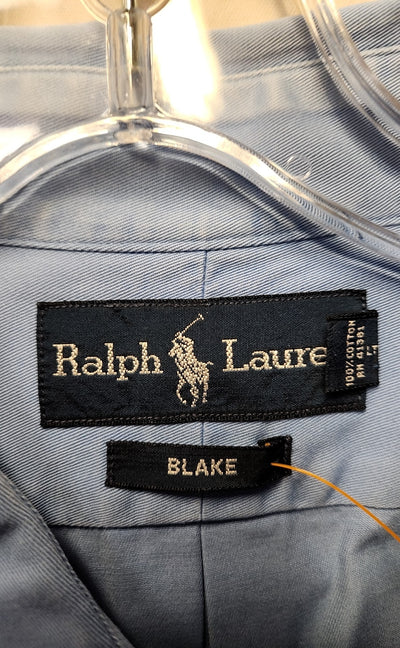 Ralph Laure
100% COTTON
RN 41381
BLAKE